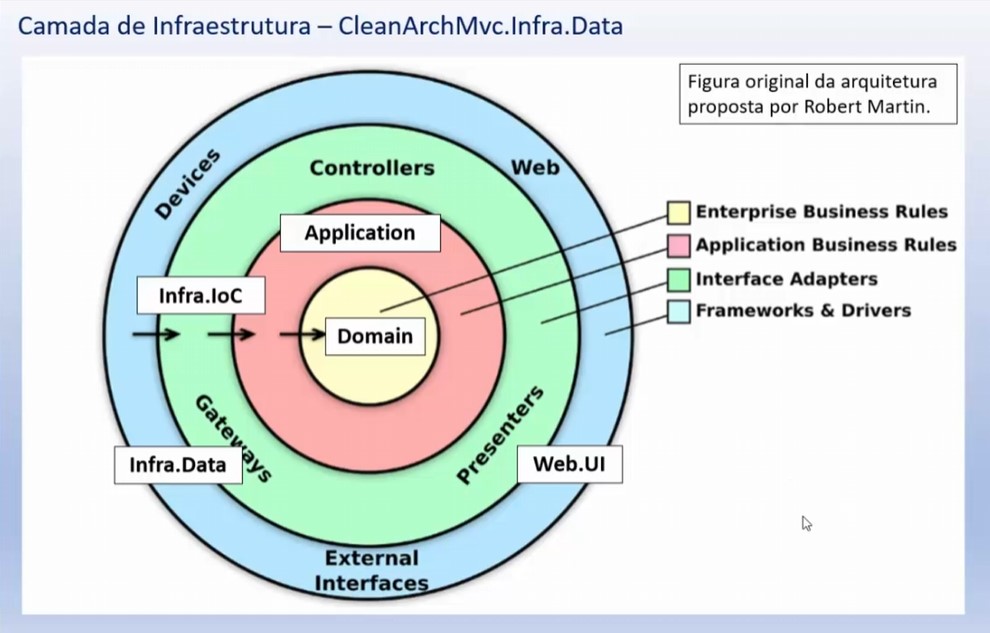 Camada de Infraestrutura – CleanArchMvc.Infra.Data
Figura original da arquitetura
proposta por Robert Martin.
Devices
Controllers
Web
Application
Enterprise Business Rules
Application Business Rules
Interface Adapters
Frameworks & Drivers
Infra.IoC
Domain
Gateways
Presenters
Infra.Data
Web.UI
External
Interfaces